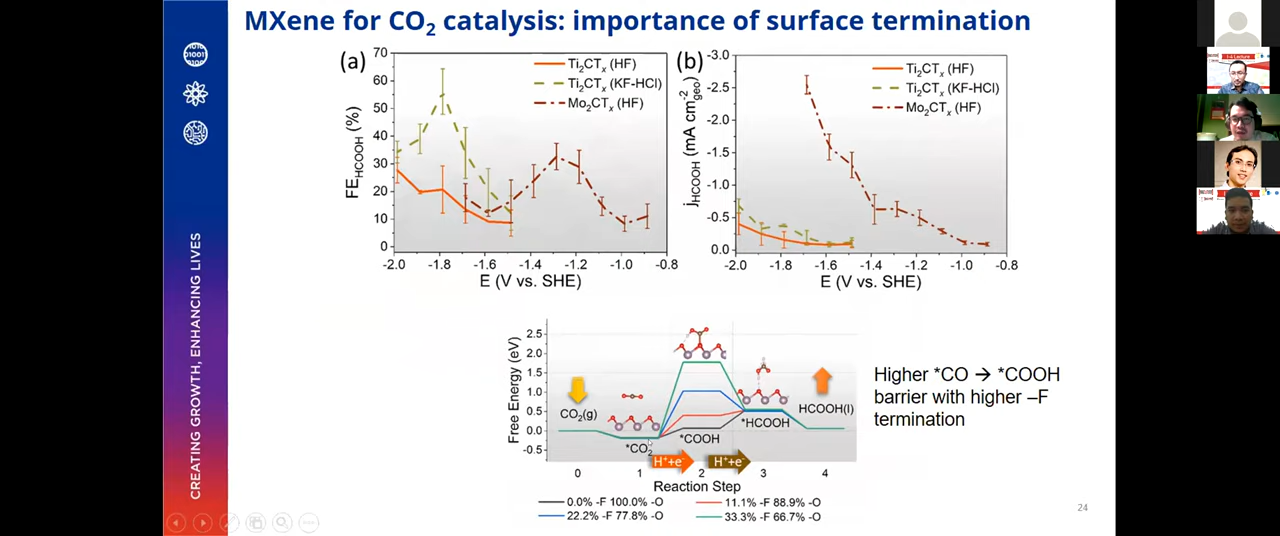 MXene for CO₂ catalysis: importance of surface termination
CREATING GROWTH, ENHANCING LIVES
(a)
FE_HCOOH (%)
70
60
50
40
30
20
10
0
Ti₂CTₓ (HF)
Ti₂CTₓ (KF-HCl)
Mo₂CTₓ (HF)
-2.0 -1.8 -1.6 -1.4 -1.2 -1.0 -0.8
E (V vs. SHE)
(b)
j_HCOOH (mA cm⁻²_geo)
-3.0
-2.5
-2.0
-1.5
-1.0
-0.5
0.0
Ti₂CTₓ (HF)
Ti₂CTₓ (KF-HCl)
Mo₂CTₓ (HF)
-2.0 -1.8 -1.6 -1.4 -1.2 -1.0 -0.8
E (V vs. SHE)
Free Energy (eV)
2.5
2.0
1.5
1.0
0.5
0.0
-0.5
CO₂(g)
*CO₂
*COOH
*HCOOH
HCOOH(l)
H⁺+e⁻
H⁺+e⁻
0 1 2 3 4
Reaction Step
0.0% -F 100.0% -O
11.1% -F 88.9% -O
22.2% -F 77.8% -O
33.3% -F 66.7% -O
Higher *CO → *COOH
barrier with higher –F
termination
24